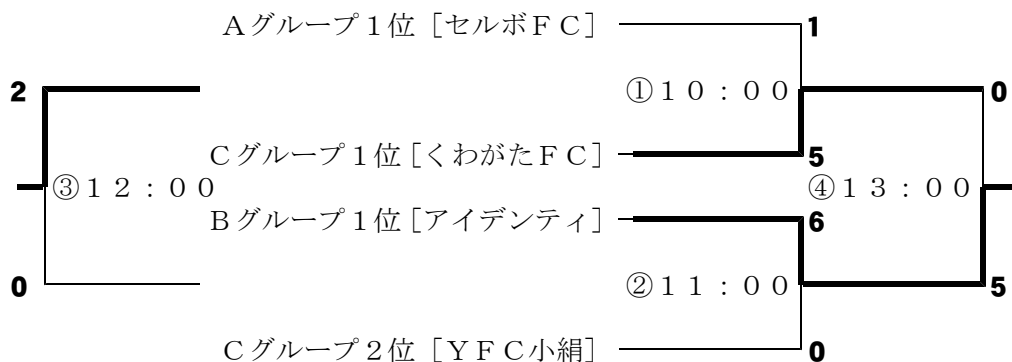 Ａグループ１位［セルボＦＣ］ 1
2 ①１０：００ 0
Ｃグループ１位［くわがたＦＣ］ 5
③１２：００ ④１３：００
Ｂグループ１位［アイデンティ］ 6
0 ②１１：００ 5
Ｃグループ２位［ＹＦＣ小絹］ 0